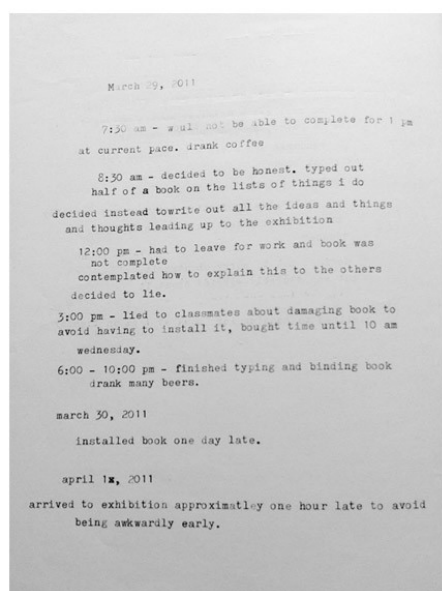 March 29, 2011
7:30 am - would not be able to complete for 1 pm
at current pace. drank coffee
8:30 am - decided to be honest. typed out
half of a book on the lists of things i do
decided instead towrite out all the ideas and things
and thoughts leading up to the exhibition
12:00 pm - had to leave for work and book was
not complete
contemplated how to explain this to the others
decided to lie.
3:00 pm - lied to classmates about damaging book to
avoid having to install it, bought time until 10 am
wednesday.
6:00 - 10:00 pm - finished typing and binding book
drank many beers.
march 30, 2011
installed book one day late.
april 1x, 2011
arrived to exhibition approximatley one hour late to avoid
being awkwardly early.